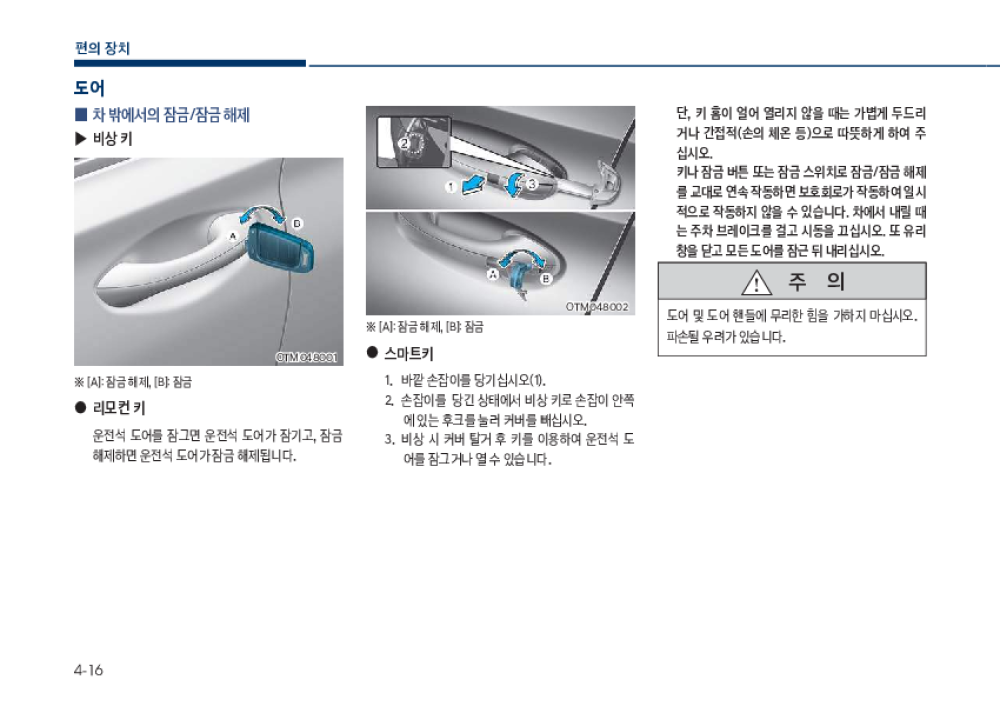 편의 장치
도어
■ 차 밖에서의 잠금/잠금 해제
▶ 비상 키
A
B
OTM048001
※ [A]: 잠금 해제, [B]: 잠금
● 리모컨 키
운전석 도어를 잠그면 운전석 도어가 잠기고, 잠금
해제하면 운전석 도어가 잠금 해제됩니다.
2
1
3
A
B
OTM048002
※ [A]: 잠금 해제, [B]: 잠금
● 스마트키
1. 바깥 손잡이를 당기십시오(1).
2. 손잡이를 당긴 상태에서 비상 키로 손잡이 안쪽
에 있는 후크를 눌러 커버를 빼십시오.
3. 비상 시 커버 탈거 후 키를 이용하여 운전석 도
어를 잠그거나 열 수 있습니다.
단, 키 홈이 얼어 열리지 않을 때는 가볍게 두드리
거나 간접적(손의 체온 등)으로 따뜻하게 하여 주
십시오.
키나 잠금 버튼 또는 잠금 스위치로 잠금/잠금 해제
를 교대로 연속 작동하면 보호회로가 작동하여 일시
적으로 작동하지 않을 수 있습니다. 차에서 내릴 때
는 주차 브레이크를 걸고 시동을 끄십시오. 또 유리
창을 닫고 모든 도어를 잠근 뒤 내리십시오.
주 의
도어 및 도어 핸들에 무리한 힘을 가하지 마십시오.
파손될 우려가 있습니다.
4-16